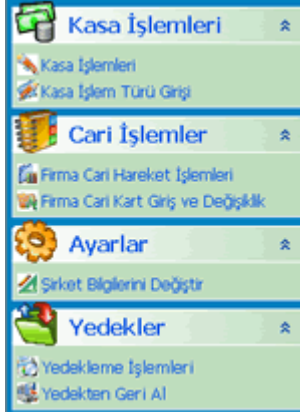 Kasa İşlemleri
Kasa İşlemleri
Kasa İşlem Türü Girişi
Cari İşlemler
Firma Cari Hareket İşlemleri
Firma Cari Kart Giriş ve Değişiklik
Ayarlar
Şirket Bilgilerini Değiştir
Yedekler
Yedekleme İşlemleri
Yedekten Geri Al